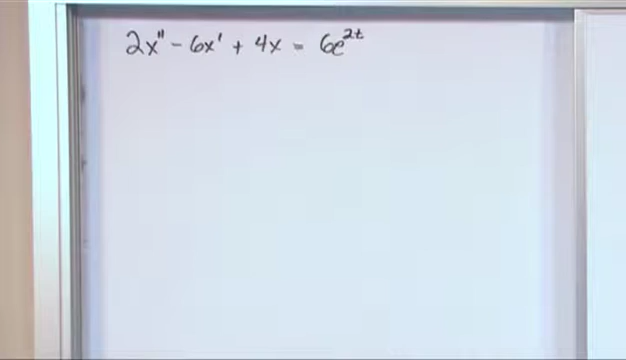 2x'' - 6x' + 4x = 6e^{2t}